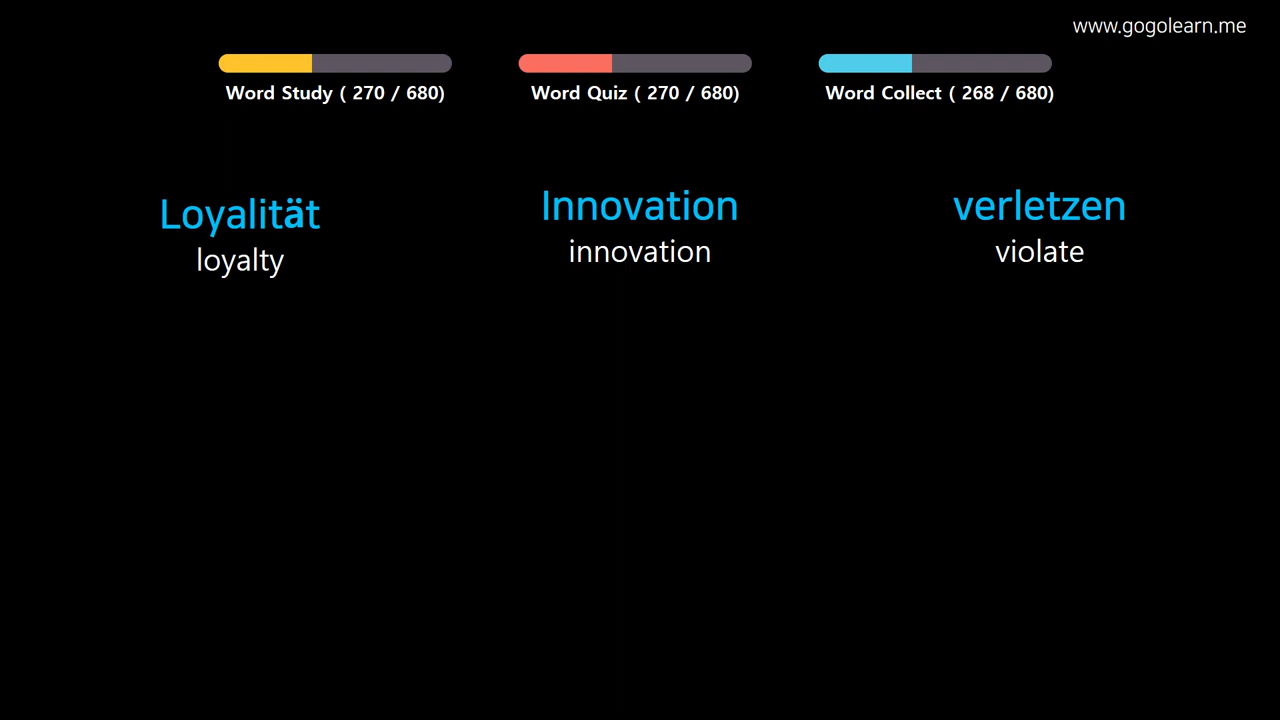 www.gogolearn.me
Word Study ( 270 / 680)
Word Quiz ( 270 / 680)
Word Collect ( 268 / 680)
Loyalität
loyalty
Innovation
innovation
verletzen
violate